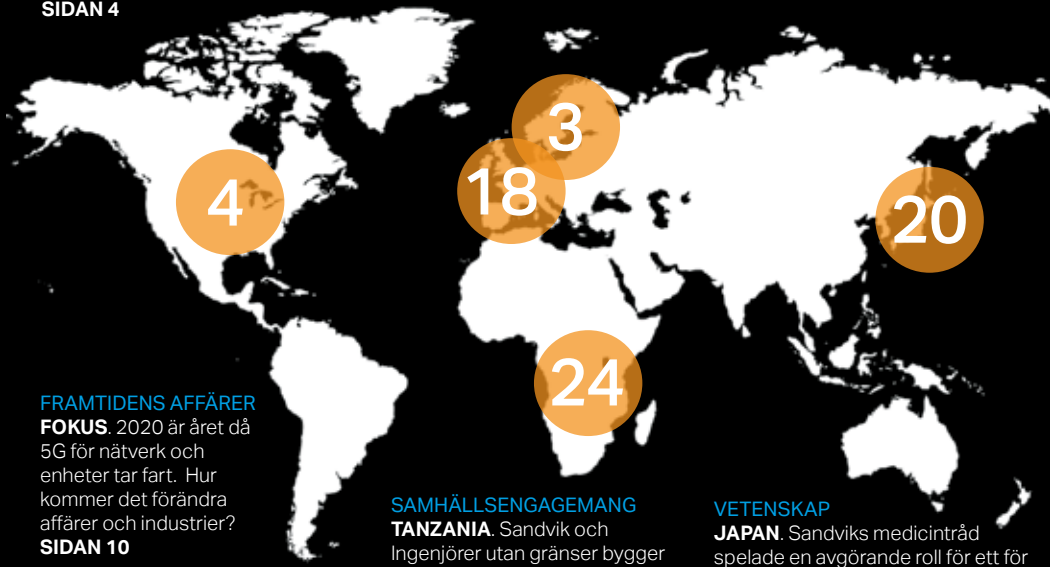 SIDAN 4
3
18
4
20
24
FRAMTIDENS AFFÄRER
FOKUS. 2020 är året då
5G för nätverk och
enheter tar fart. Hur
kommer det förändra
affärer och industrier?
SIDAN 10
SAMHÄLLSENGAGEMANG
TANZANIA. Sandvik och
Ingenjörer utan gränser bygger
VETENSKAP
JAPAN. Sandviks medicintråd
spelade en avgörande roll för ett för